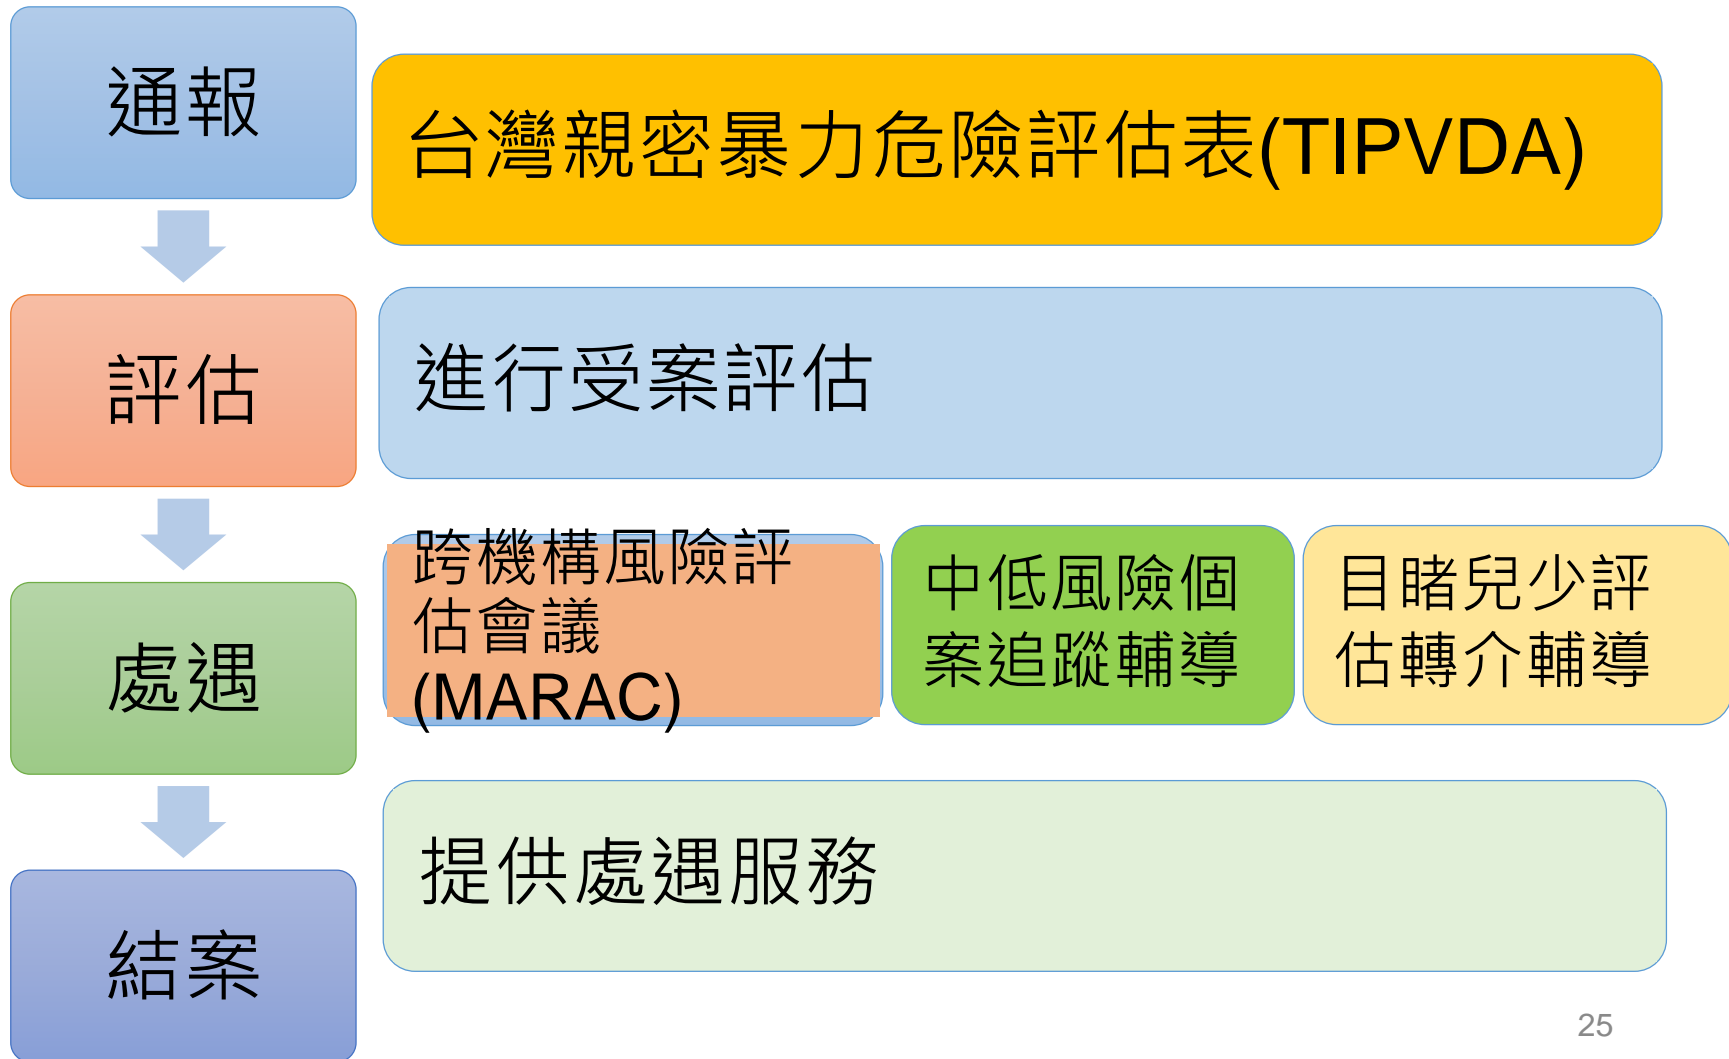 通報
台灣親密暴力危險評估表(TIPVDA)
評估
進行受案評估
處遇
跨機構風險評
估會議
(MARAC)
中低風險個
案追蹤輔導
目睹兒少評
估轉介輔導
提供處遇服務
結案
25